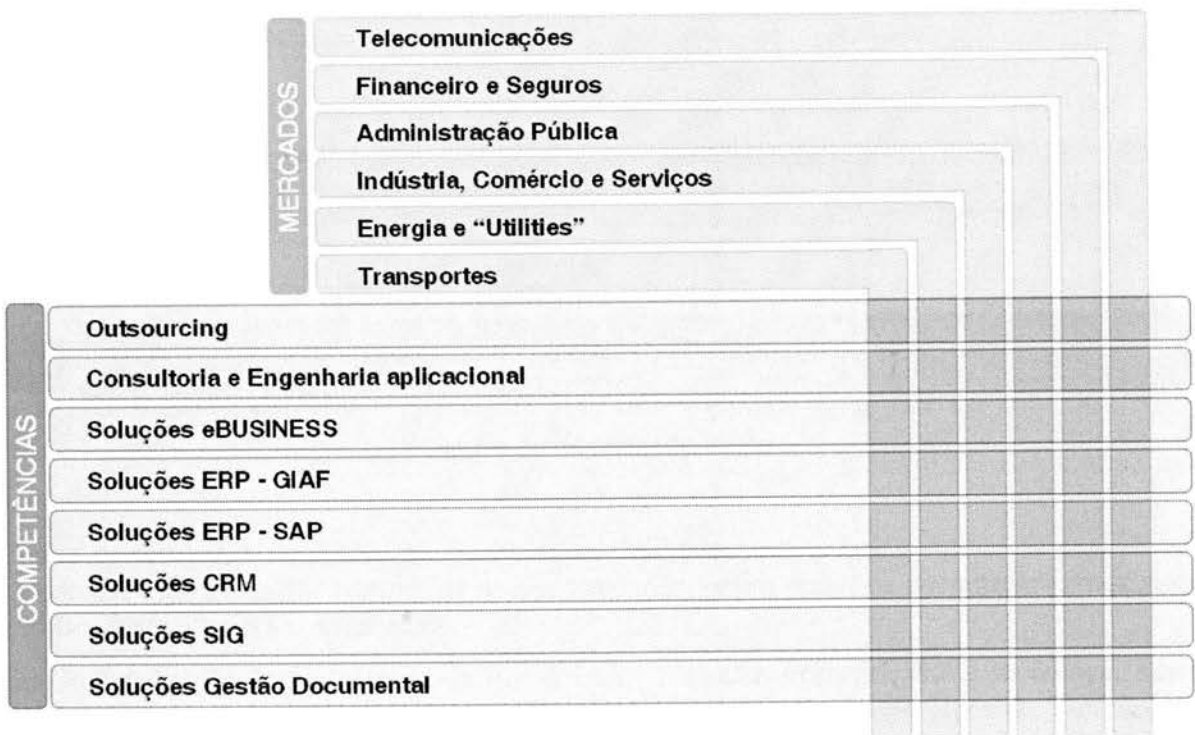 MERCADOS
Telecomunicações
Financeiro e Seguros
Administração Pública
Indústria, Comércio e Serviços
Energia e “Utilities”
Transportes
COMPETÊNCIAS
Outsourcing
Consultoria e Engenharia aplicacional
Soluções eBUSINESS
Soluções ERP - GIAF
Soluções ERP - SAP
Soluções CRM
Soluções SIG
Soluções Gestão Documental